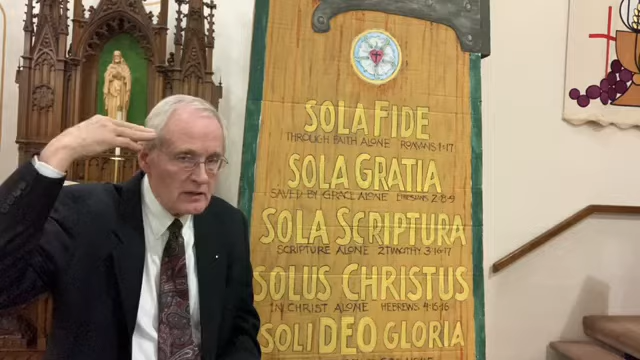 SOLA FIDE
THROUGH FAITH ALONE ROMANS 1:17
SOLA GRATIA
SAVED BY GRACE ALONE EPHESIANS 2:8-9
SOLA SCRIPTURA
SCRIPTURE ALONE 2 TIMOTHY 3:16-17
SOLUS CHRISTUS
IN CHRIST ALONE HEBREWS 4:15-16
SOLI DEO GLORIA